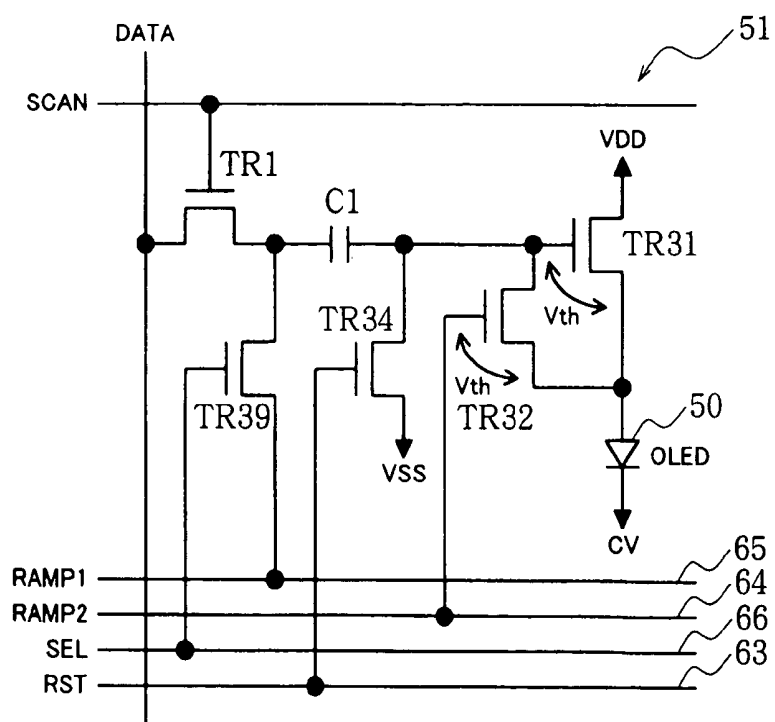 DATA
51
SCAN
VDD
TR1
C1
TR31
TR34
Vth
Vth
TR39
TR32
50
OLED
VSS
CV
65
RAMP1
64
RAMP2
66
SEL
63
RST